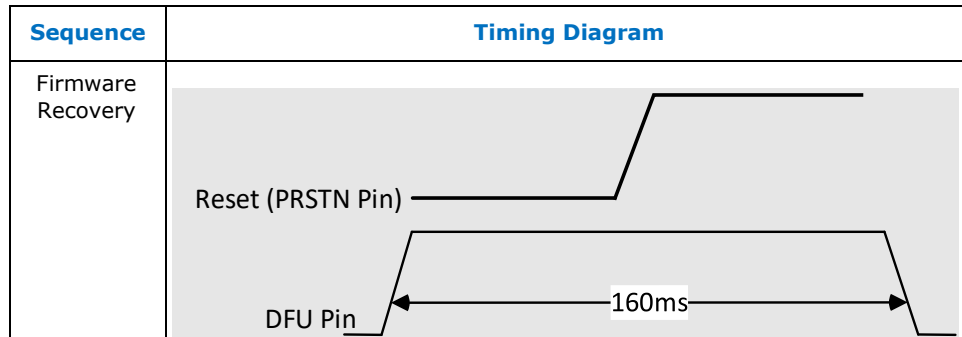 Sequence
Timing Diagram
Firmware
Recovery
Reset (PRSTN Pin)
160ms
DFU Pin